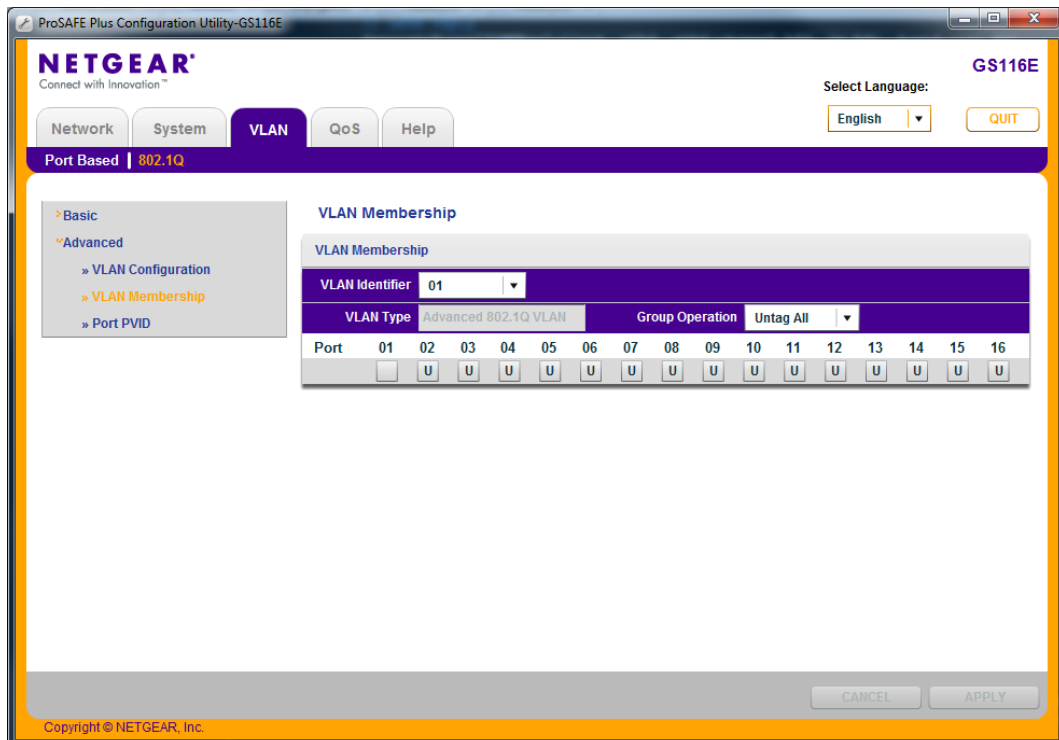 ProSAFE Plus Configuration Utility-GS116E
NETGEAR®
Connect with Innovation™
GS116E
Select Language:
English
QUIT
Network System VLAN QoS Help
Port Based 802.1Q
Basic
Advanced
» VLAN Configuration
» VLAN Membership
» Port PVID
VLAN Membership
VLAN Membership
VLAN Identifier 01
VLAN Type Advanced 802.1Q VLAN Group Operation Untag All
Port 01 02 03 04 05 06 07 08 09 10 11 12 13 14 15 16
U U U U U U U U U U U U U U U
CANCEL APPLY
Copyright © NETGEAR, Inc.